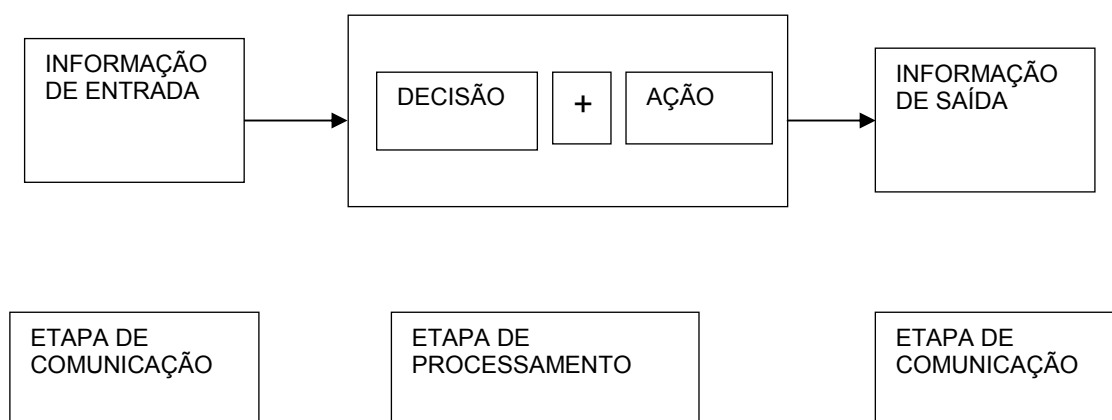 INFORMAÇÃO
DE ENTRADA
DECISÃO
+
AÇÃO
INFORMAÇÃO
DE SAÍDA
ETAPA DE
COMUNICAÇÃO
ETAPA DE
PROCESSAMENTO
ETAPA DE
COMUNICAÇÃO